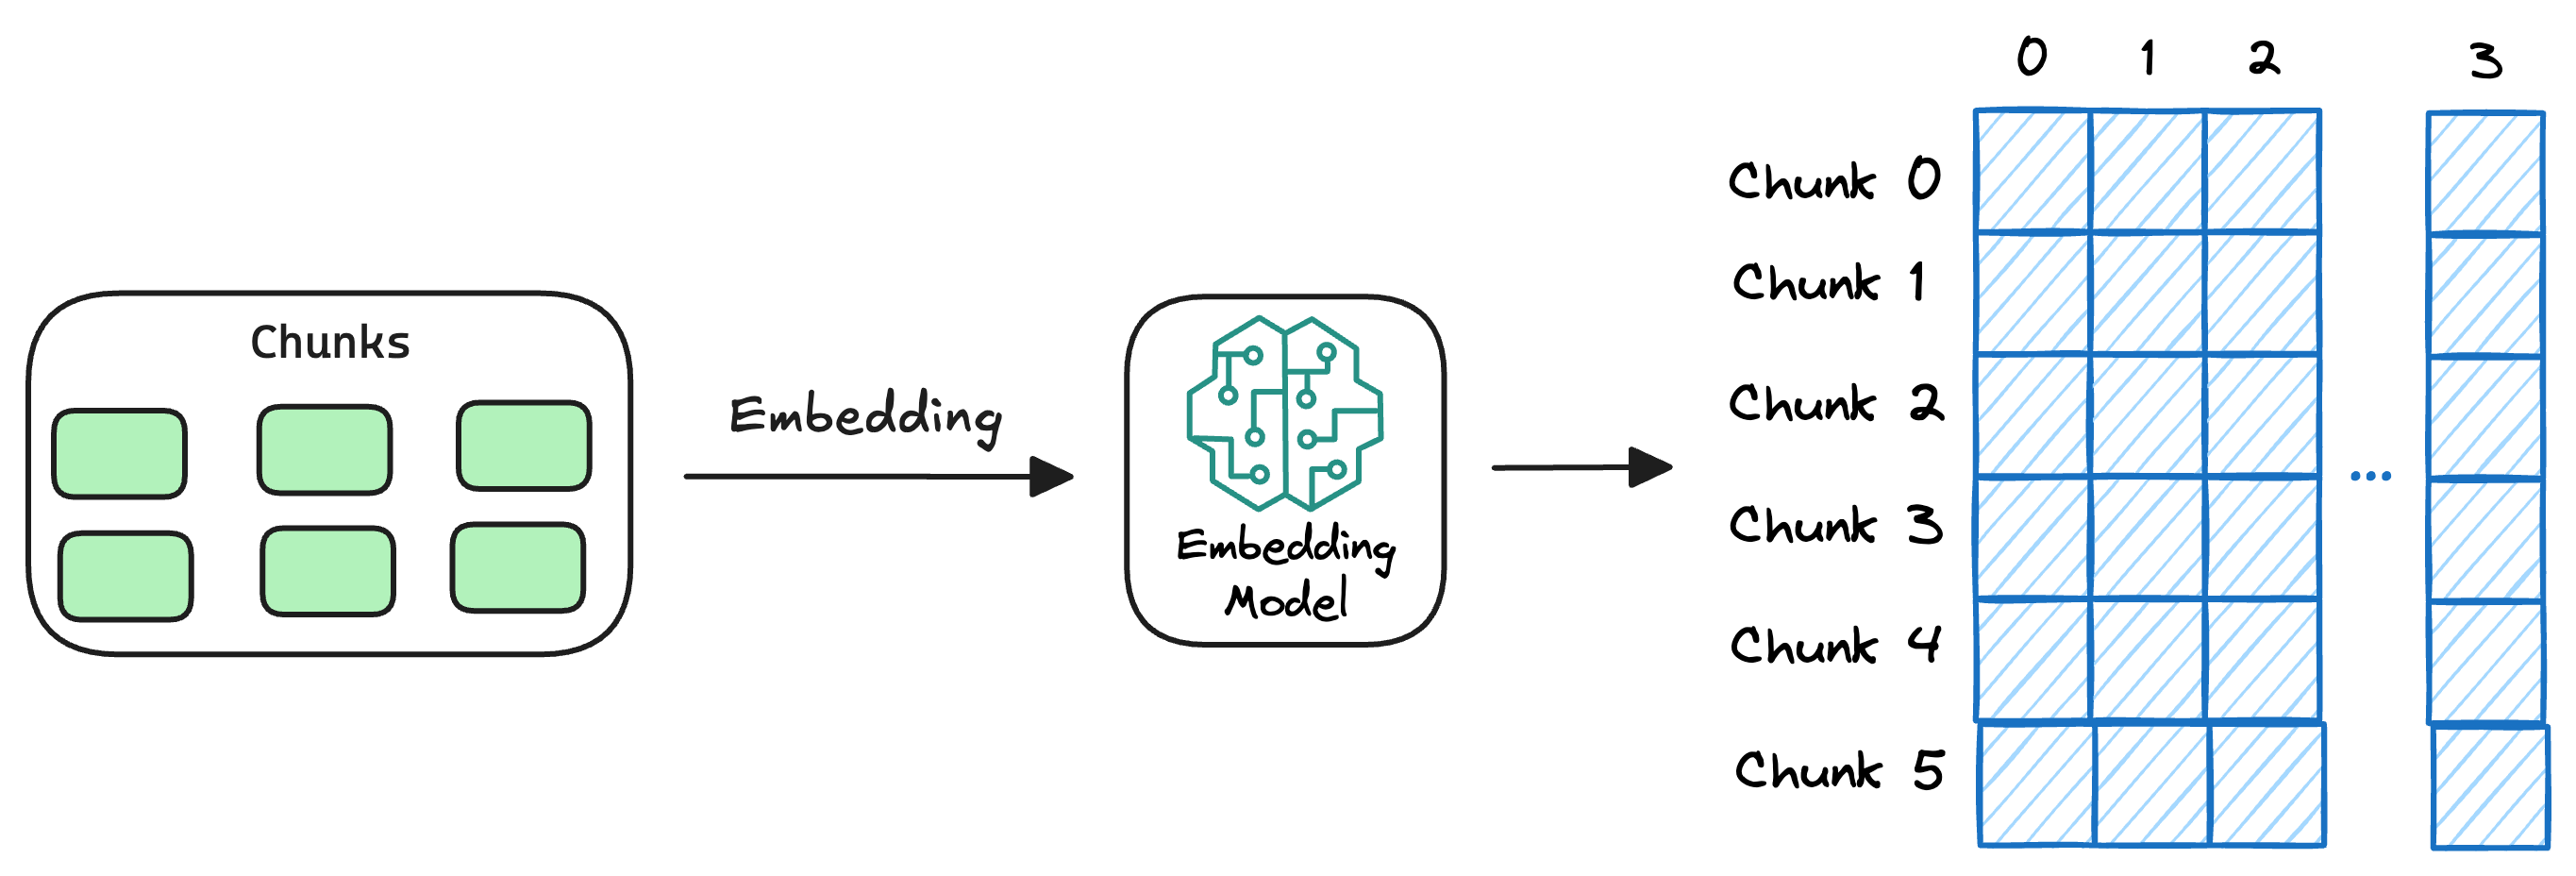 Chunks
Embedding
Embedding
Model
0 1 2 3
Chunk 0
Chunk 1
Chunk 2
Chunk 3
...
Chunk 4
Chunk 5